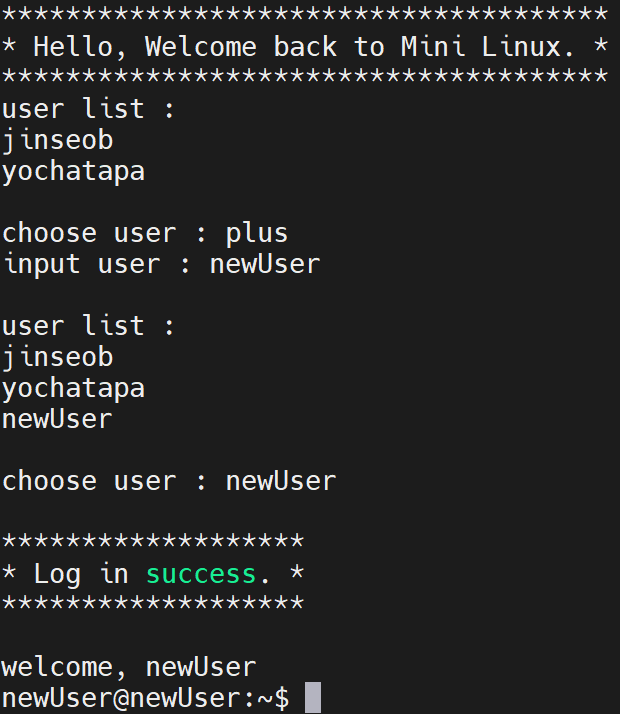 **************************************
* Hello, Welcome back to Mini Linux. *
**************************************
user list :
jinseob
yochatapa

choose user : plus
input user : newUser

user list :
jinseob
yochatapa
newUser

choose user : newUser

*******************
* Log in success. *
*******************

welcome, newUser
newUser@newUser:~$